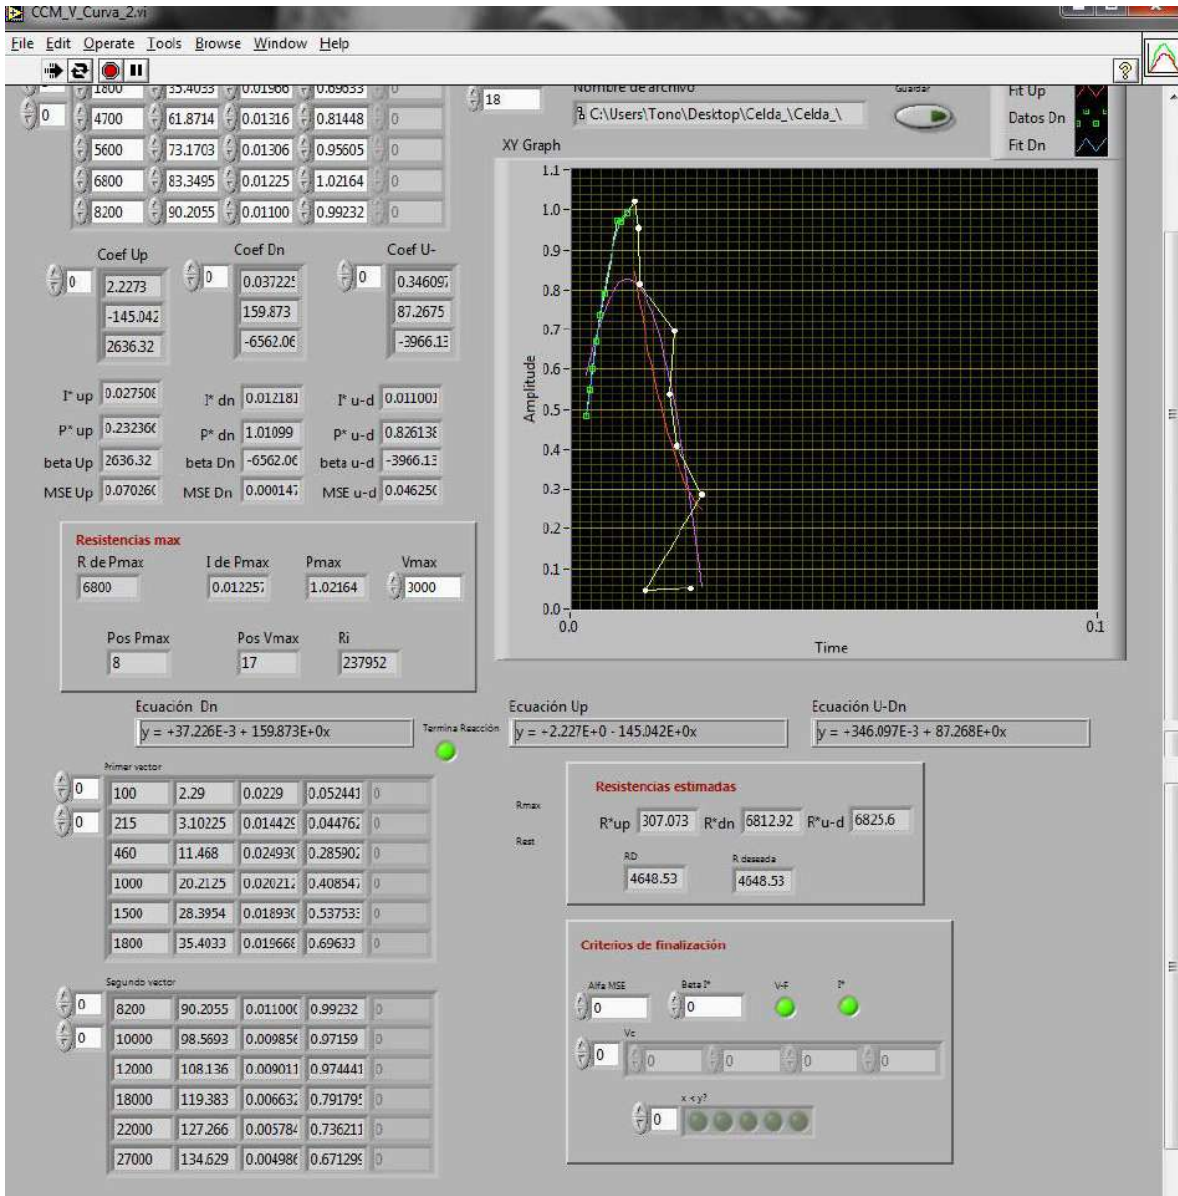 CCM_V_Curva_2.vi
File Edit Operate Tools Browse Window Help
1800 35.4033 0.01966 0.69633 0
0 4700 61.8714 0.01316 0.81448 0
5600 73.1703 0.01306 0.95605 0
6800 83.3495 0.01225 1.02164 0
8200 90.2055 0.01100 0.99232 0
18
Nombre de archivo
C:\Users\Tono\Desktop\Celda_\Celda_\
Guardar
Fit Up
Datos Dn
Fit Dn
XY Graph
1.1
1.0
0.9
0.8
0.7
0.6
0.5
0.4
0.3
0.2
0.1
0.0
Amplitude
0.0 0.1
Time
Coef Up Coef Dn Coef U-
0 2.2273 0 0.037225 0 0.346097
-145.042 159.873 87.2675
2636.32 -6562.06 -3966.13
I* up 0.027508 I* dn 0.012181 I* u-d 0.011001
P* up 0.232366 P* dn 1.01099 P* u-d 0.826138
beta Up 2636.32 beta Dn -6562.06 beta u-d -3966.13
MSE Up 0.070260 MSE Dn 0.000147 MSE u-d 0.046250
Resistencias max
R de Pmax I de Pmax Pmax Vmax
6800 0.012257 1.02164 3000
Pos Pmax Pos Vmax Ri
8 17 237952
Ecuación Dn Ecuación Up Ecuación U-Dn
y = +37.226E-3 + 159.873E+0x
Termina Reacción
y = +2.227E+0 - 145.042E+0x
y = +346.097E-3 + 87.268E+0x
Primer vector
0 100 2.29 0.0229 0.052441 0
0 215 3.10225 0.014429 0.044762 0
460 11.468 0.024930 0.285902 0
1000 20.2125 0.020212 0.408547 0
1500 28.3954 0.018930 0.537533 0
1800 35.4033 0.019668 0.69633 0
Segundo vector
0 8200 90.2055 0.011000 0.99232 0
0 10000 98.5693 0.009856 0.97159 0
12000 108.136 0.009011 0.974441 0
18000 119.383 0.006632 0.791795 0
22000 127.266 0.005784 0.736211 0
27000 134.629 0.004986 0.671299 0
Rmax
Rest
Resistencias estimadas
R*up 307.073 R*dn 6812.92 R*u-d 6825.6
RD R deseada
4648.53 4648.53
Criterios de finalización
Alfa MSE Beta I* V-F I*
0 0
Vc
0 0 0 0 0
x < y?
0